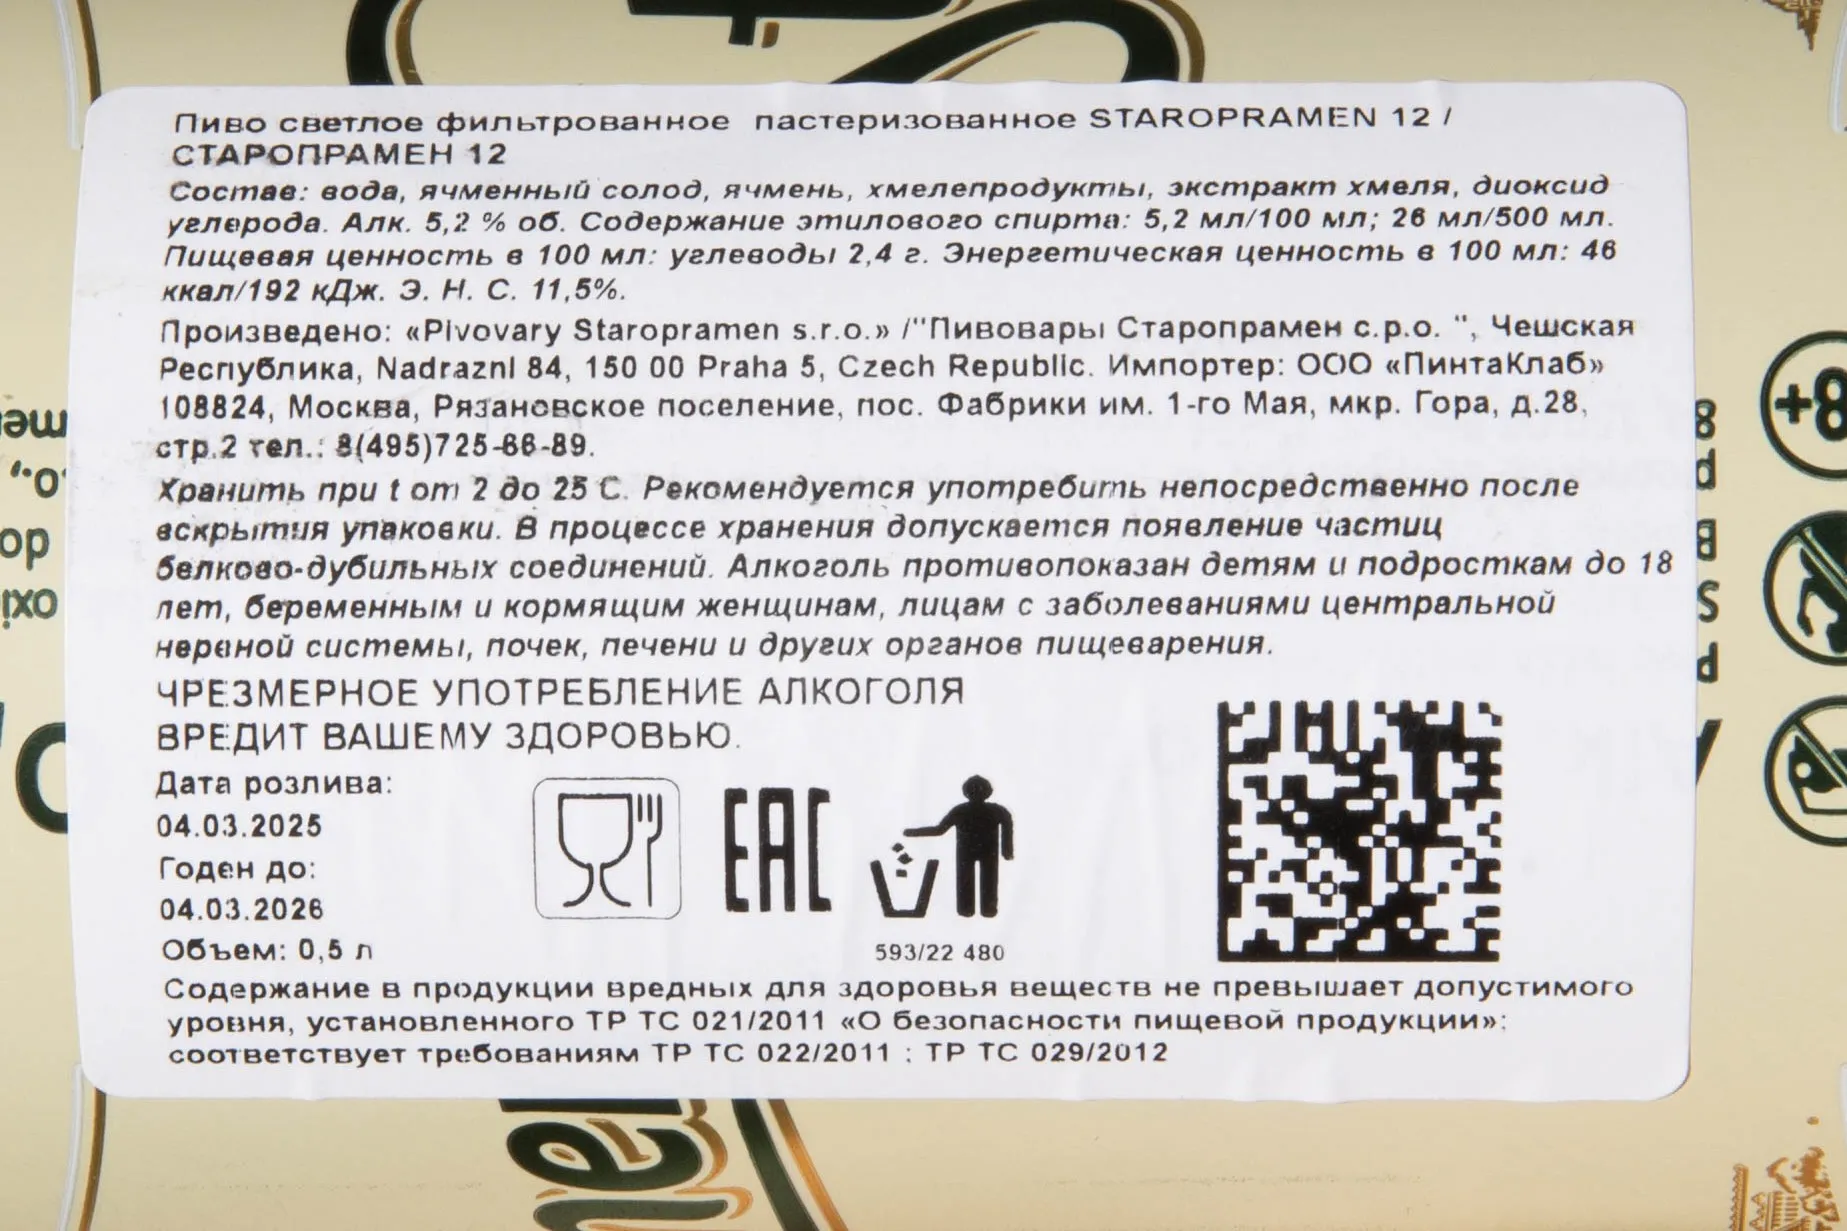 Пиво светлое фильтрованное пастеризованное STAROPRAMEN 12 /
СТАРОПРАМЕН 12
Состав: вода, ячменный солод, ячмень, хмелепродукты, экстракт хмеля, диоксид
углерода. Алк. 5,2 % об. Содержание этилового спирта: 5,2 мл/100 мл; 26 мл/500 мл.
Пищевая ценность в 100 мл: углеводы 2,4 г. Энергетическая ценность в 100 мл: 46
ккал/192 кДж. Э. Н. С. 11,5%.
Произведено: «Pivovary Staropramen s.r.o.» /"Пивовары Старопрамен с.р.о. ", Чешская
Республика, Nadrazni 84, 150 00 Praha 5, Czech Republic. Импортер: ООО «ПинтаКлаб»
108824, Москва, Рязановское поселение, пос. Фабрики им. 1-го Мая, мкр. Гора, д.28,
стр.2 тел.: 8(495)725-66-89.
Хранить при t от 2 до 25 С. Рекомендуется употребить непосредственно после
вскрытия упаковки. В процессе хранения допускается появление частиц
белково-дубильных соединений. Алкоголь противопоказан детям и подросткам до 18
лет, беременным и кормящим женщинам, лицам с заболеваниями центральной
нервной системы, почек, печени и других органов пищеварения.
ЧРЕЗМЕРНОЕ УПОТРЕБЛЕНИЕ АЛКОГОЛЯ
ВРЕДИТ ВАШЕМУ ЗДОРОВЬЮ.
Дата розлива:
04.03.2025
Годен до:
04.03.2026
Объем: 0,5 л
EAC
593/22 480
Содержание в продукции вредных для здоровья веществ не превышает допустимого
уровня, установленного ТР ТС 021/2011 «О безопасности пищевой продукции»;
соответствует требованиям ТР ТС 022/2011 ; ТР ТС 029/2012